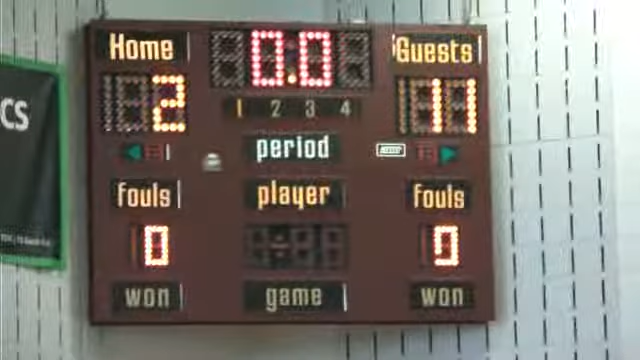 Home 0.0 Guests
CS
2 1 2 3 4 11
period
fouls player fouls
0 0
won game won